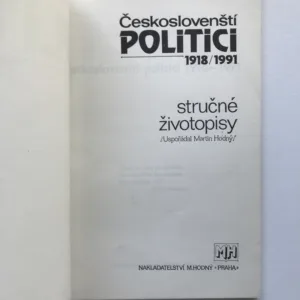 Českoslovenští
POLITICI
1918/1991
stručné
životopisy
/Uspořádal Martin Hodný/
MH
NAKLADATELSTVÍ M.HODNÝ •PRAHA•